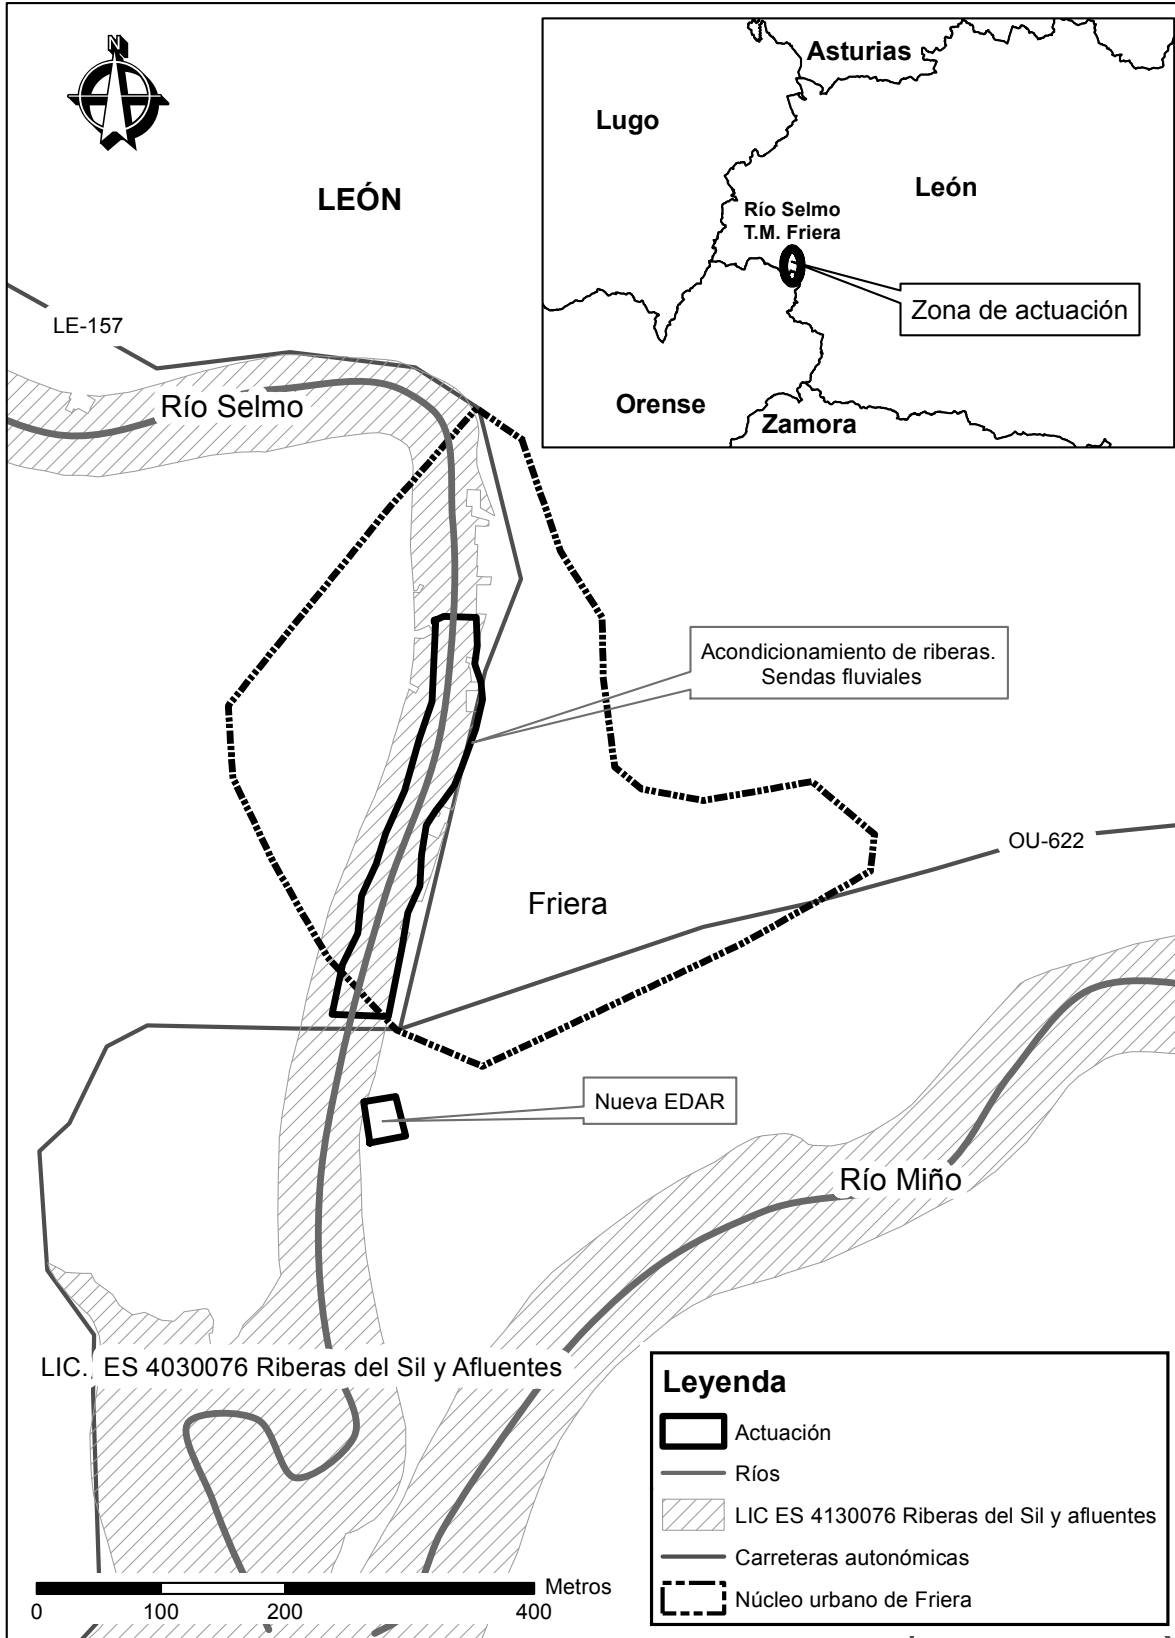 N
LEÓN
Asturias
Lugo
León
Río Selmo
T.M. Friera
Zona de actuación
Orense
Zamora
LE-157
Río Selmo
Acondicionamiento de riberas.
Sendas fluviales
OU-622
Friera
Nueva EDAR
Río Miño
LIC. ES 4030076 Riberas del Sil y Afluentes
Leyenda
Actuación
Ríos
LIC ES 4130076 Riberas del Sil y afluentes
Carreteras autonómicas
Núcleo urbano de Friera
Metros
0 100 200 400